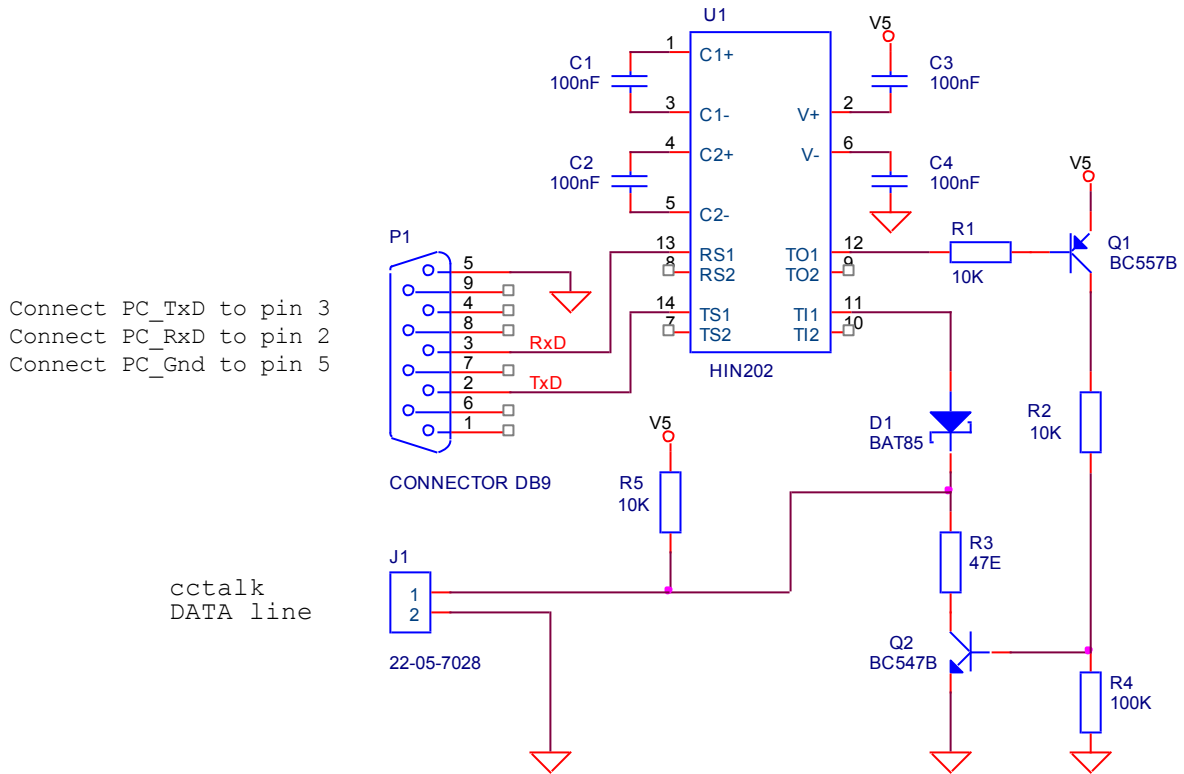 U1
V5
C1
100nF
1
C1+
3
C1-
C3
100nF
2
V+
C2
100nF
4
C2+
5
C2-
6
V-
C4
100nF
V5
P1
13
RS1
8
RS2
12
TO1
9
TO2
R1
10K
Q1
BC557B
14
TS1
7
TS2
11
TI1
10
TI2
HIN202
5
9
4
8
3
RxD
7
2
TxD
6
1
Connect PC_TxD to pin 3
Connect PC_RxD to pin 2
Connect PC_Gnd to pin 5
CONNECTOR DB9
V5
R5
10K
D1
BAT85
R2
10K
J1
1
2
22-05-7028
cctalk
DATA line
R3
47E
Q2
BC547B
R4
100K